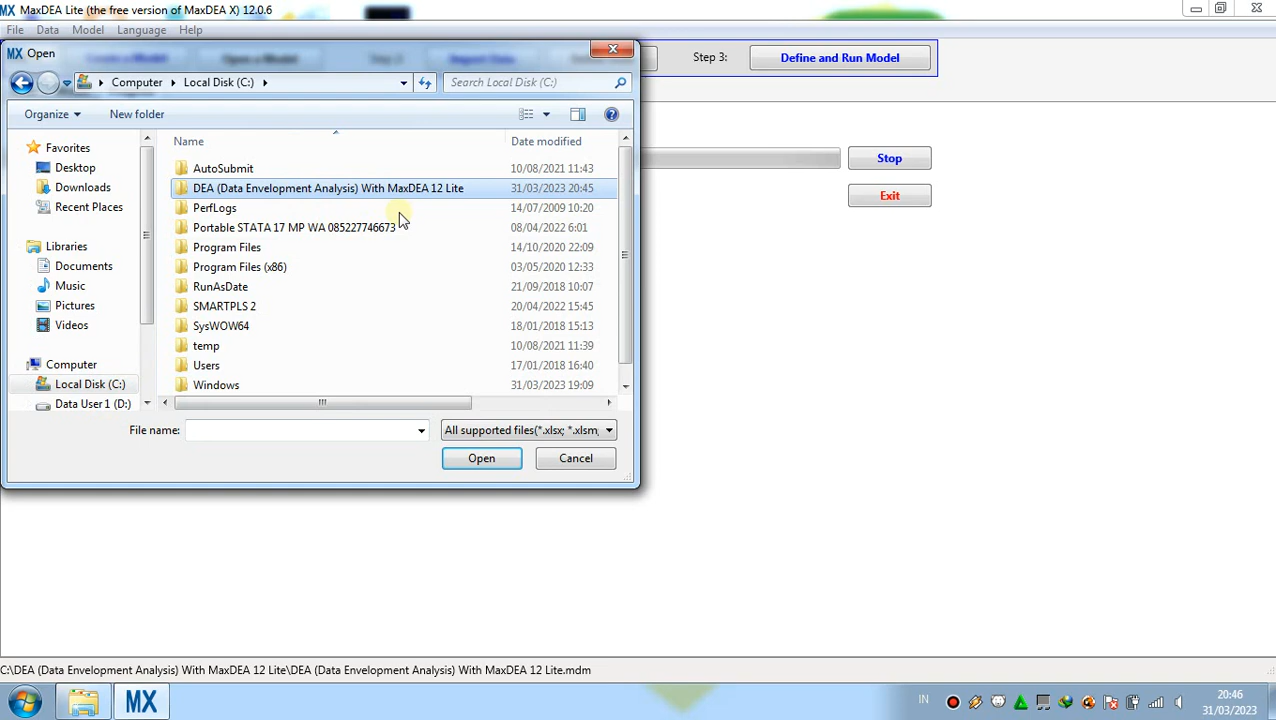 MX MaxDEA Lite (the free version of MaxDEA X) 12.0.6
File Data Model Language Help
MX Open
Step 3: Define and Run Model
Computer Local Disk (C:) Search Local Disk (C:)
Organize New folder
Name Date modified
Favorites
Desktop
Downloads
Recent Places
Libraries
Documents
Music
Pictures
Videos
Computer
Local Disk (C:)
Data User 1 (D:)
AutoSubmit 10/08/2021 11:43
DEA (Data Envelopment Analysis) With MaxDEA 12 Lite 31/03/2023 20:45
PerfLogs 14/07/2009 10:20
Portable STATA 17 MP WA 085227746673 08/04/2022 6:01
Program Files 14/10/2020 22:09
Program Files (x86) 03/05/2020 12:33
RunAsDate 21/09/2018 10:07
SMARTPLS 2 20/04/2022 15:45
SysWOW64 18/01/2018 15:13
temp 10/08/2021 11:39
Users 17/01/2018 16:40
Windows 31/03/2023 19:09
File name: All supported files(*.xlsx; *.xlsm,
Open Cancel
Stop
Exit
C:\DEA (Data Envelopment Analysis) With MaxDEA 12 Lite\DEA (Data Envelopment Analysis) With MaxDEA 12 Lite.mdm
MX IN 20:46
31/03/2023